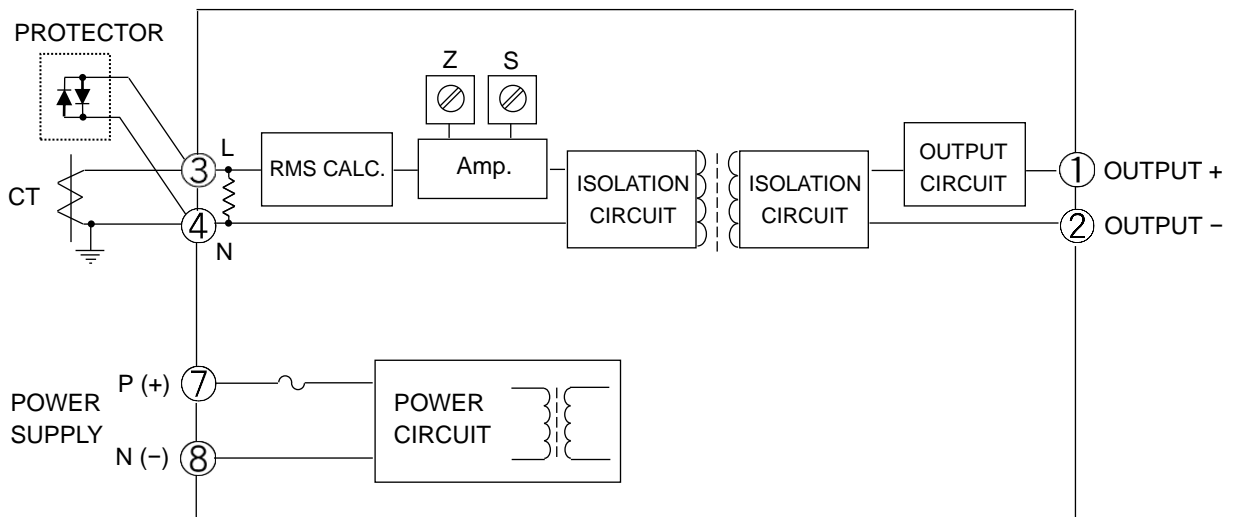 PROTECTOR
Z
S
3
L
RMS CALC.
Amp.
ISOLATION
CIRCUIT
ISOLATION
CIRCUIT
OUTPUT
CIRCUIT
1
OUTPUT +
CT
4
N
2
OUTPUT −
P (+)
7
POWER
SUPPLY
N (−)
8
POWER
CIRCUIT